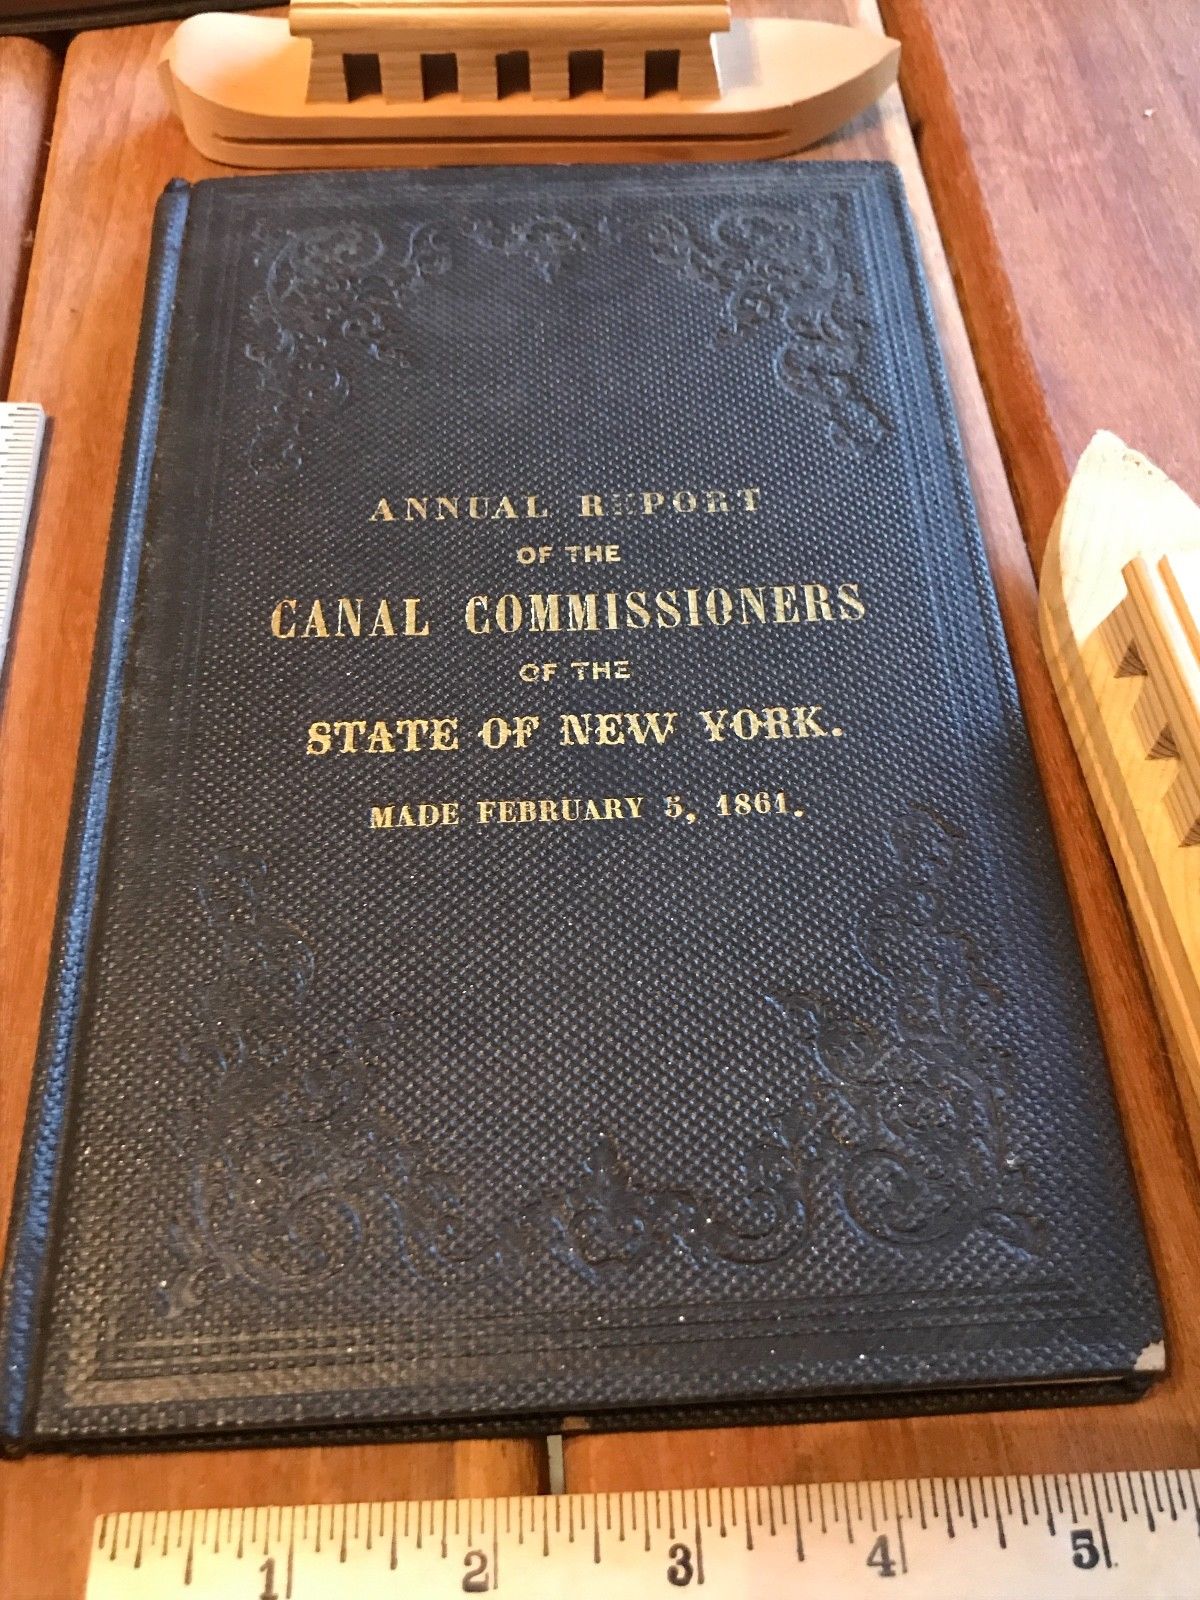 ANNUAL REPORT
OF THE
CANAL COMMISSIONERS
OF THE
STATE OF NEW YORK.
MADE FEBRUARY 5, 1861.
1 2 3 4 5